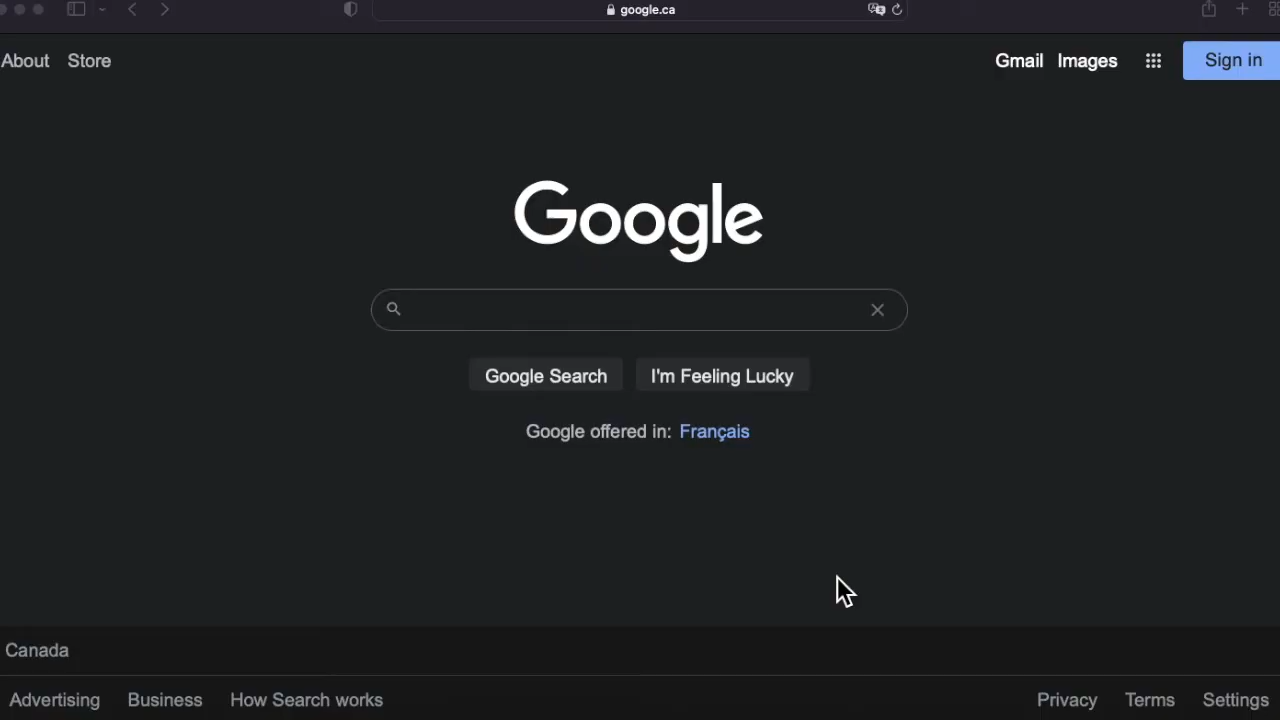 google.ca
About Store Gmail Images Sign in
Google
Google Search I'm Feeling Lucky
Google offered in: Français
Canada
Advertising Business How Search works Privacy Terms Settings